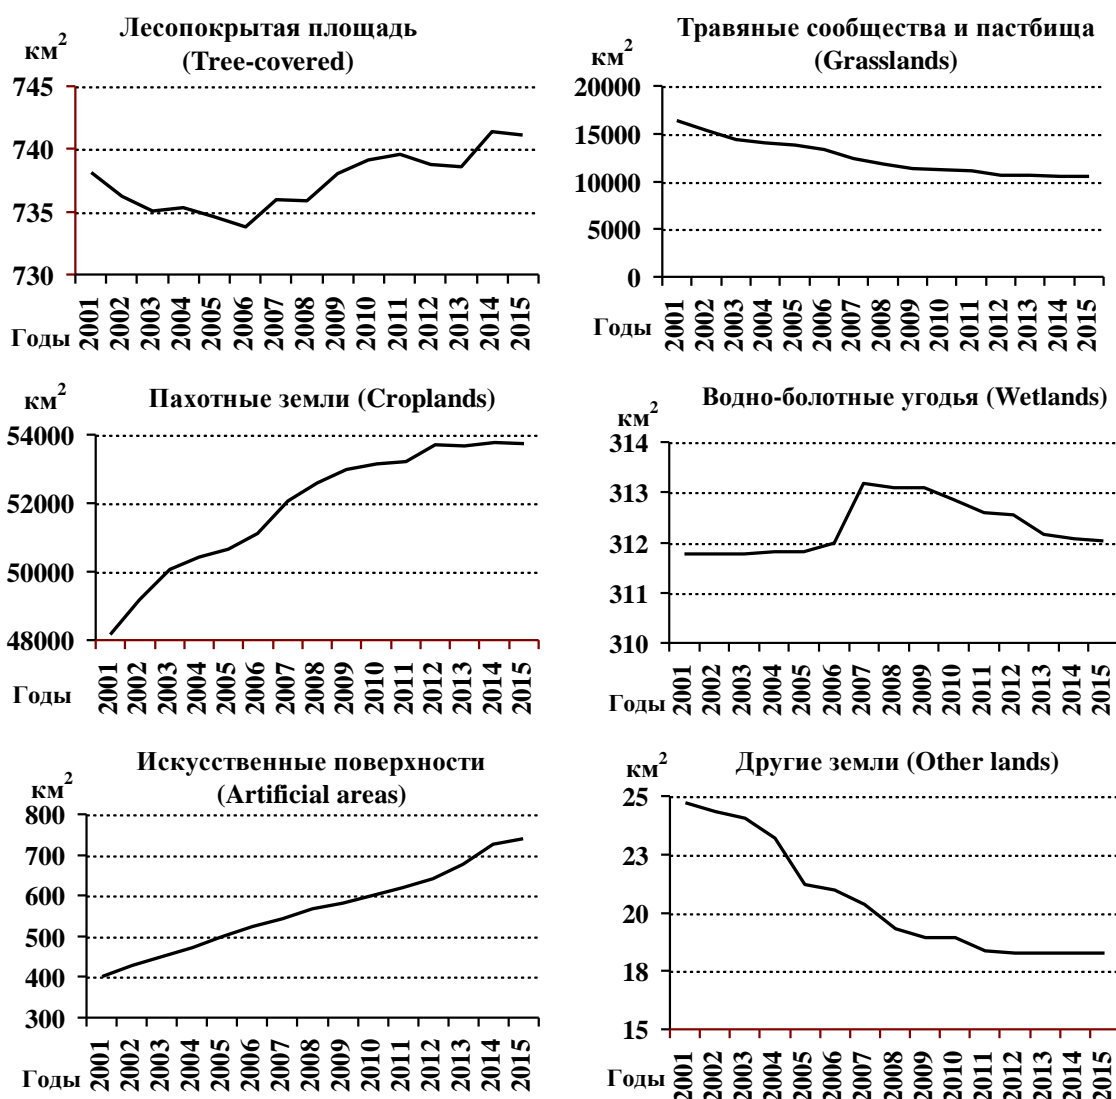 Лесопокрытая площадь
(Tree-covered)
км²
745
740
735
730
2001 2002 2003 2004 2005 2006 2007 2008 2009 2010 2011 2012 2013 2014 2015
Годы
Травяные сообщества и пастбища
(Grasslands)
км²
20000
15000
10000
5000
0
2001 2002 2003 2004 2005 2006 2007 2008 2009 2010 2011 2012 2013 2014 2015
Годы
Пахотные земли (Croplands)
км²
54000
52000
50000
48000
2001 2002 2003 2004 2005 2006 2007 2008 2009 2010 2011 2012 2013 2014 2015
Годы
Водно-болотные угодья (Wetlands)
км²
314
313
312
311
310
2001 2002 2003 2004 2005 2006 2007 2008 2009 2010 2011 2012 2013 2014 2015
Годы
Искусственные поверхности
(Artificial areas)
км²
800
700
600
500
400
300
2001 2002 2003 2004 2005 2006 2007 2008 2009 2010 2011 2012 2013 2014 2015
Годы
Другие земли (Other lands)
км²
25
23
20
18
15
2001 2002 2003 2004 2005 2006 2007 2008 2009 2010 2011 2012 2013 2014 2015
Годы